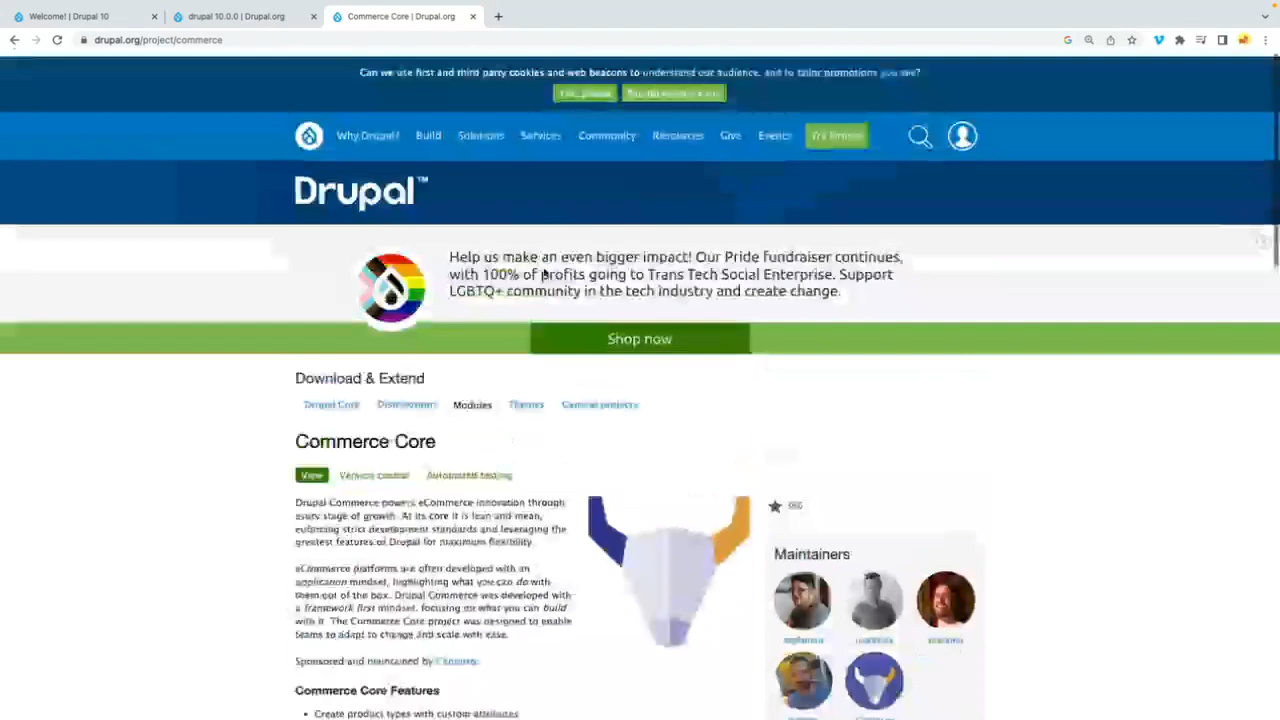 Welcome! | Drupal 10
drupal 10.0.0 | Drupal.org
Commerce Core | Drupal.org
drupal.org/project/commerce
Can we use first and third party cookies and web beacons to understand our audience, and to tailor promotions you see?
Why Drupal?
Build
Solutions
Services
Community
Resources
Give
Events
Try Drupal
Drupal™
Help us make an even bigger impact! Our Pride fundraiser continues,
with 100% of profits going to Trans Tech Social Enterprise. Support
LGBTQ+ community in the tech industry and create change.
Shop now
Download & Extend
Drupal Core
Distributions
Modules
Themes
General projects
Commerce Core
View
Version control
Automated testing
Drupal Commerce powers eCommerce innovation through
every stage of growth. At its core it is lean and mean,
enforcing strict development standards and leveraging the
greatest features of Drupal for maximum flexibility.
eCommerce platforms are often developed with an
application mindset, highlighting what you can do with
them out of the box. Drupal Commerce was developed with
a framework first mindset, focusing on what you can build
with it. The Commerce Core project was designed to enable
teams to adapt to change and scale with ease.
Sponsored and maintained by
Commerce Core Features
• Create product types with custom attributes
Maintainers